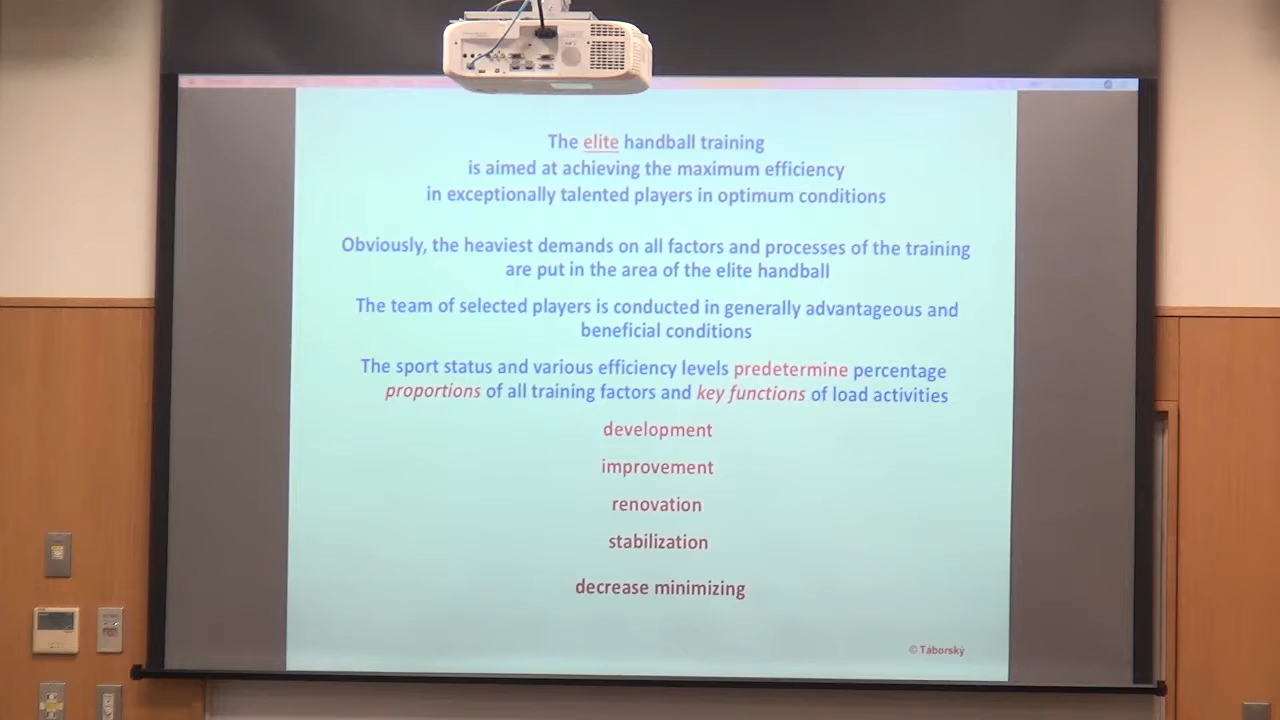 The elite handball training
is aimed at achieving the maximum efficiency
in exceptionally talented players in optimum conditions
Obviously, the heaviest demands on all factors and processes of the training
are put in the area of the elite handball
The team of selected players is conducted in generally advantageous and
beneficial conditions
The sport status and various efficiency levels predetermine percentage
proportions of all training factors and key functions of load activities
development
improvement
renovation
stabilization
decrease minimizing
© Táborský